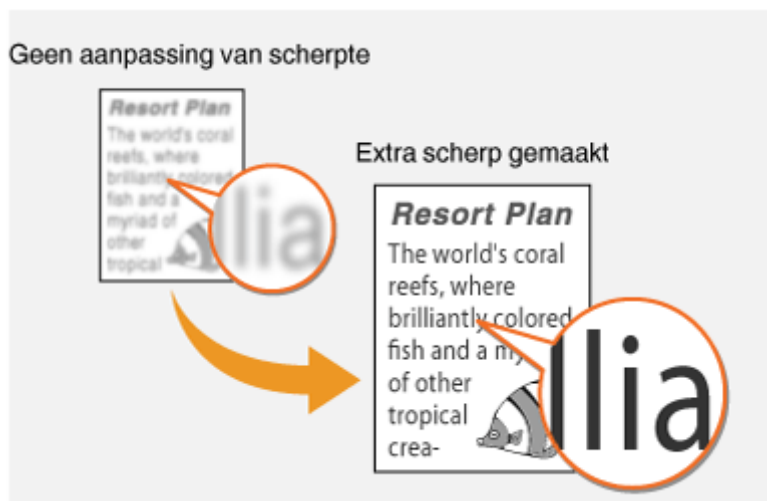 Geen aanpassing van scherpte
Resort Plan
The world's coral
reefs, where
brilliantly colored
fish and a
myriad of
other
tropical
llia
Extra scherp gemaakt
Resort Plan
The world's coral
reefs, where
brilliantly colored
fish and a my
of other
tropical
crea-
llia